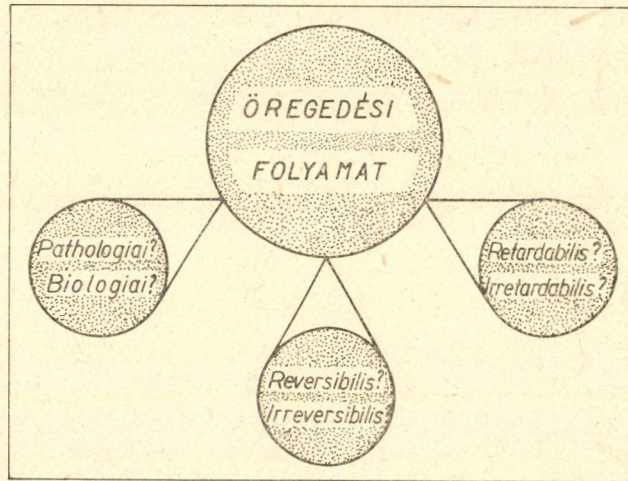 ÖREGEDÉSI
FOLYAMAT
Pathologiai?
Biologiai?
Reversibilis?
Irreversibilis?
Retardabilis?
Irretardabilis?